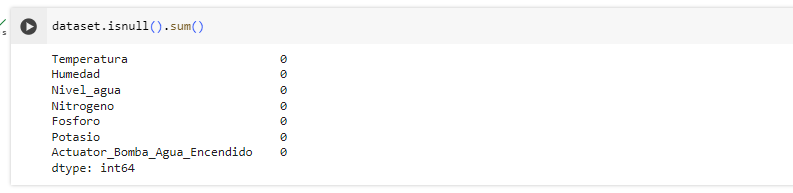 dataset.isnull().sum()
s
Temperatura 0
Humedad 0
Nivel_agua 0
Nitrogeno 0
Fosforo 0
Potasio 0
Actuator_Bomba_Agua_Encendido 0
dtype: int64